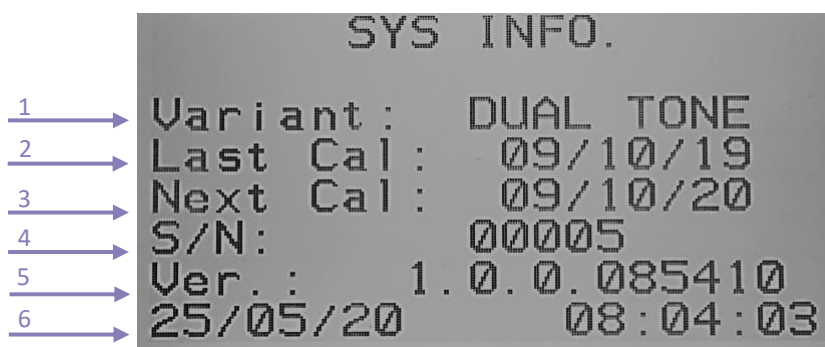 SYS INFO.
1 Variant: DUAL TONE
2 Last Cal: 09/10/19
3 Next Cal: 09/10/20
4 S/N: 00005
5 Ver.: 1.0.0.085410
6 25/05/20 08:04:03